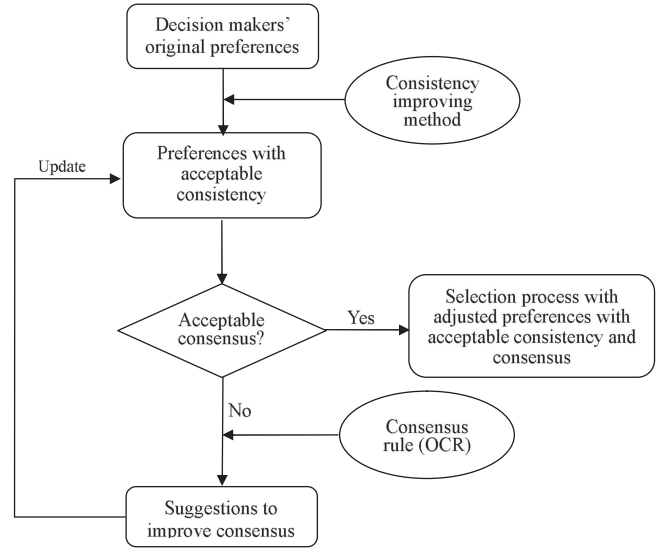 Decision makers’
original preferences
Consistency
improving
method
Update
Preferences with
acceptable
consistency
Acceptable
consensus?
Yes
Selection process with
adjusted preferences with
acceptable consistency and
consensus
No
Consensus
rule (OCR)
Suggestions to
improve consensus